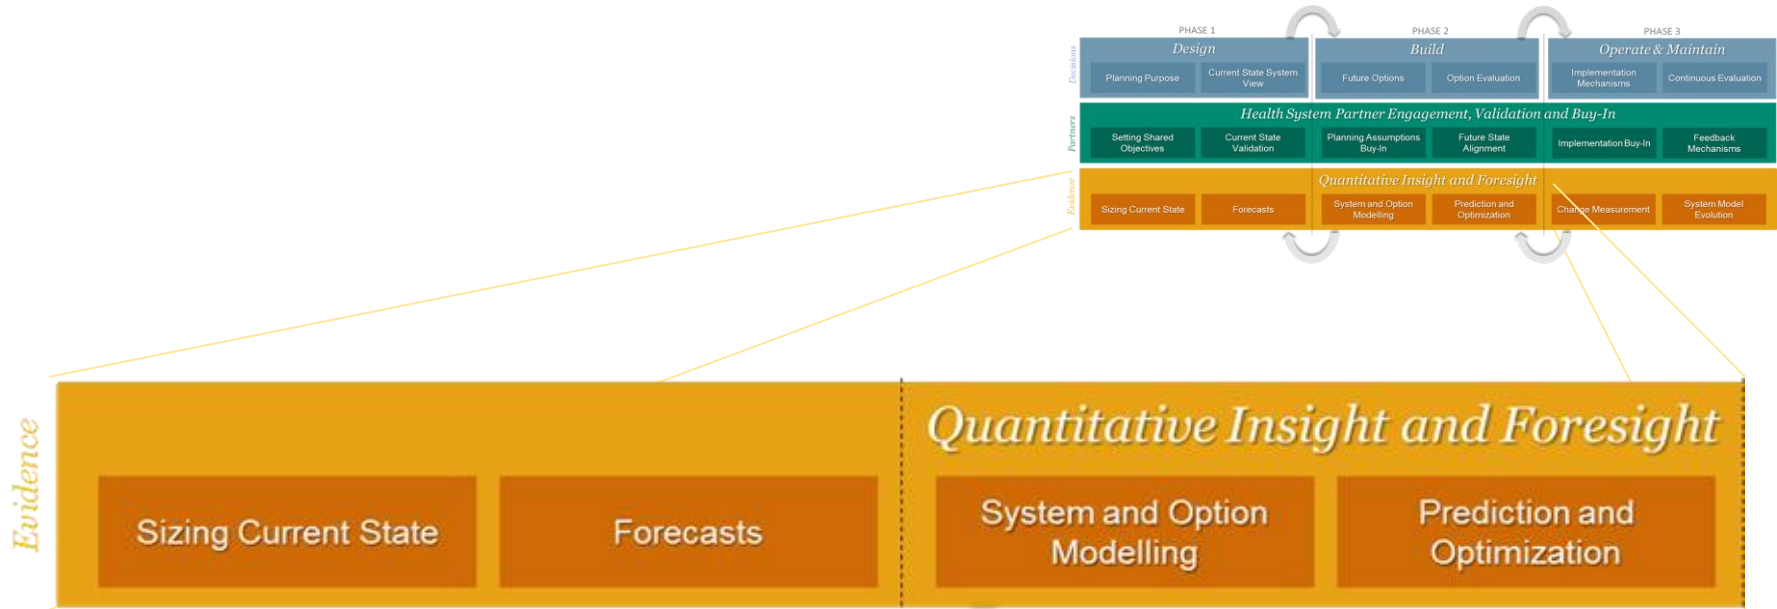 PHASE 1
PHASE 2
PHASE 3
Decisions
Design
Build
Operate & Maintain
Planning Purpose
Current State System
View
Future Options
Option Evaluation
Implementation
Mechanisms
Continuous Evaluation
Partners
Health System Partner Engagement, Validation and Buy-In
Setting Shared
Objectives
Current State
Validation
Planning Assumptions
Buy-In
Future State
Alignment
Implementation Buy-In
Feedback
Mechanisms
Evidence
Quantitative Insight and Foresight
Sizing Current State
Forecasts
System and Option
Modelling
Prediction and
Optimization
Change Measurement
System Model
Evolution
Evidence
Quantitative Insight and Foresight
Sizing Current State
Forecasts
System and Option
Modelling
Prediction and
Optimization